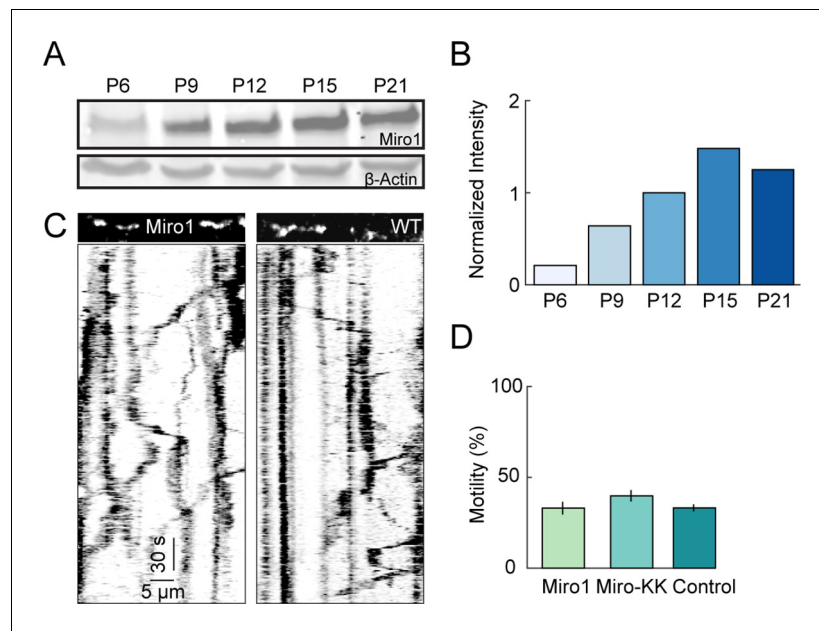 A
P6 P9 P12 P15 P21
Miro1
β-Actin
B
Normalized Intensity
2
1
0
P6 P9 P12 P15 P21
C
Miro1
WT
30 s
5 µm
D
Motility (%)
100
50
0
Miro1 Miro-KK Control